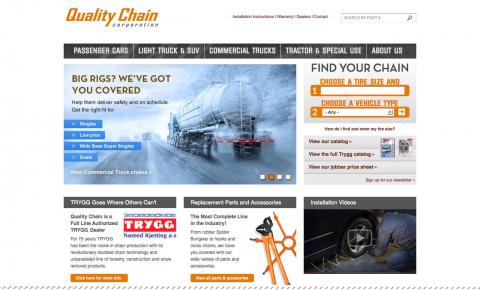 Quality Chain
corporation
Installation Instructions | Warranty | Dealers | Contact
SEARCH BY PART #
PASSENGER CARS
LIGHT TRUCK & SUV
COMMERCIAL TRUCKS
TRACTOR & SPECIAL USE
ABOUT US
BIG RIGS? WE'VE GOT
YOU COVERED
Help them deliver safely and on schedule.
Get the right fit for:
Singles
Low pros
Wide Base Super Singles
Duals
View Commercial Truck chains »
FIND YOUR CHAIN
CHOOSE A TIRE SIZE AND
1
CHOOSE A VEHICLE TYPE
2
- Any -
How do I find and enter my tire size?
View our catalog »
View the full Trygg catalog »
View our jobber price sheet »
Sign up for our newsletter »
TRYGG Goes Where Others Can't
Quality Chain is a
Full Line Authorized
TRYGG Dealer
For 75 years TRYGG
has been the name in chain production with its
revolutionary studded chain technology and
unparalleled line of forestry, construction and snow
removal products.
TRYGG
Nøsted Kjetting as
Click here for more info
Replacement Parts and Accessories
The Most Complete Line
in the Industry!
From rubber Spider
Bungees to hooks
and cross chains, we
have you covered with our
wide variety of parts and
accessories.
View all parts & accessories
Installation Videos